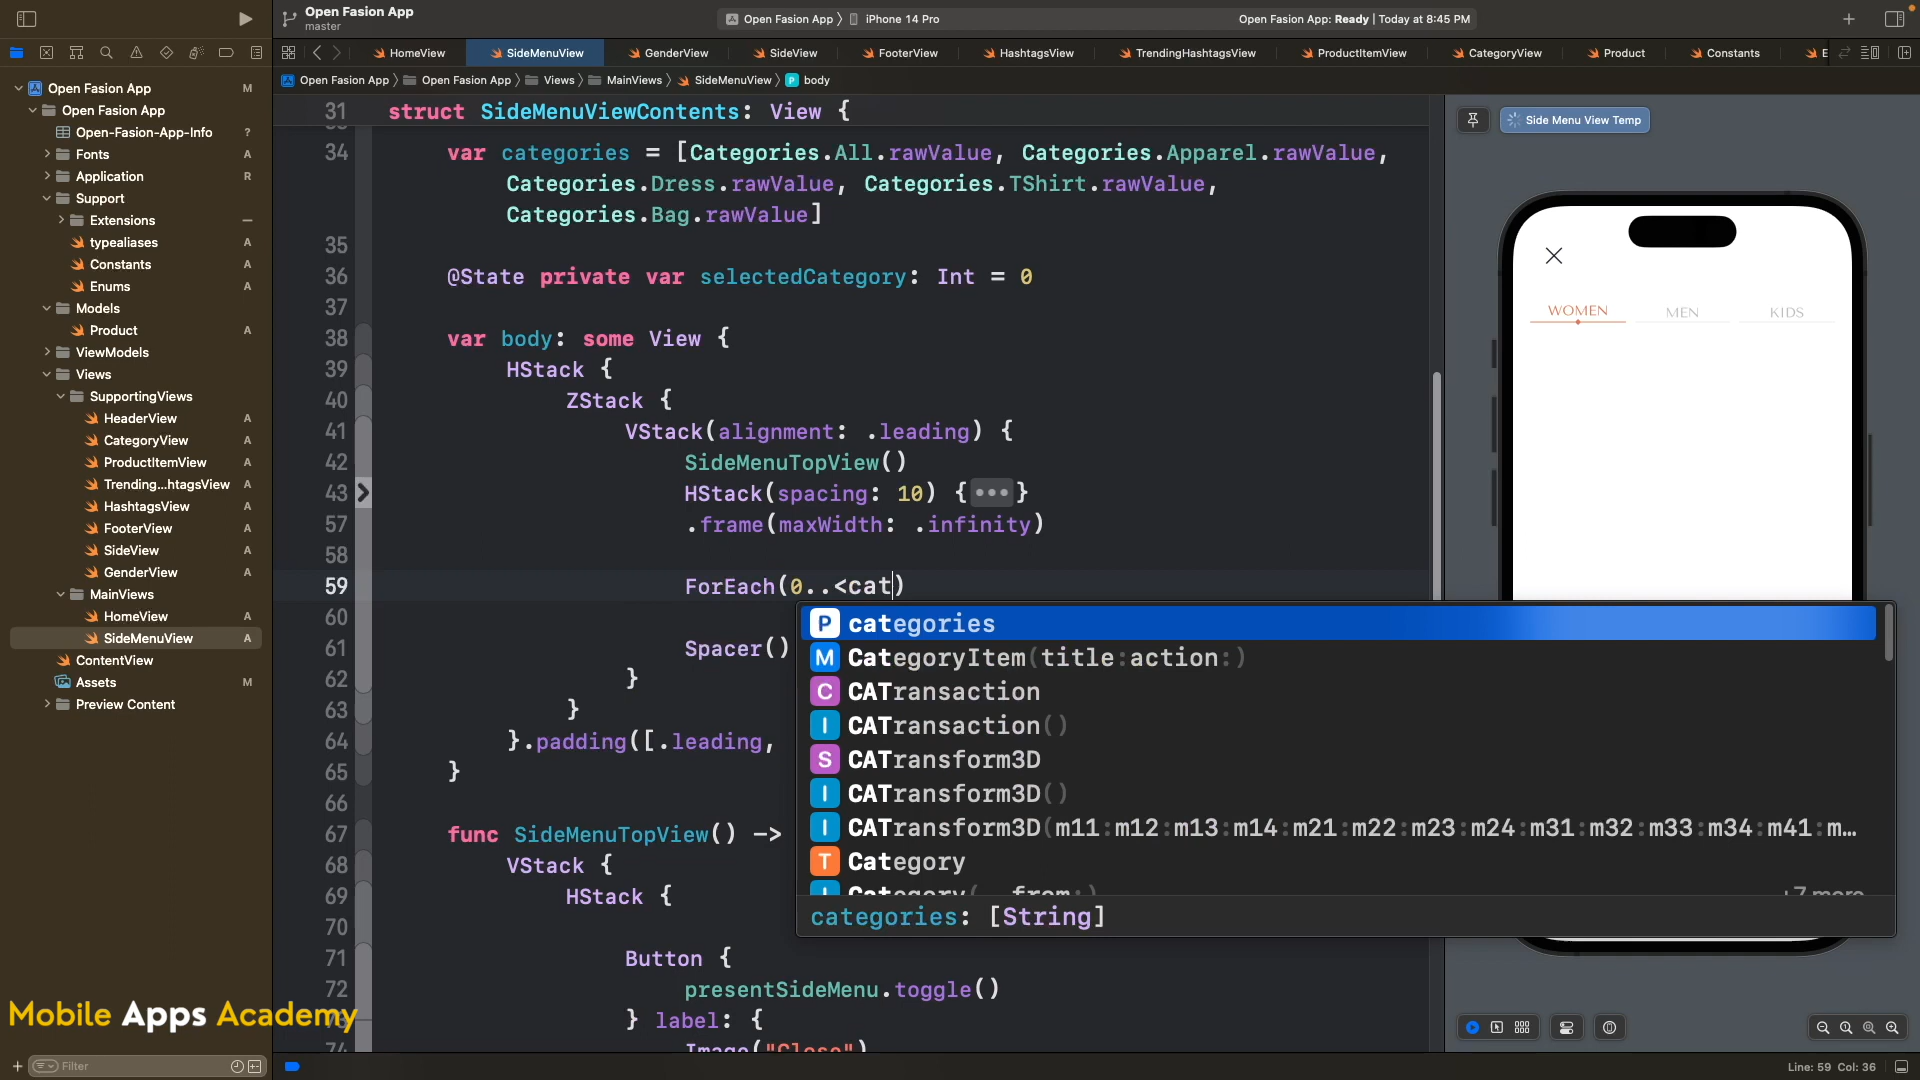 Open Fasion App
master
Open Fasion App 〉 iPhone 14 Pro
Open Fasion App: Ready | Today at 8:45 PM
HomeView
SideMenuView
GenderView
SideView
FooterView
HashtagsView
TrendingHashtagsView
ProductItemView
CategoryView
Product
Constants
E
Open Fasion App 〉 Open Fasion App 〉 Views 〉 MainViews 〉 SideMenuView 〉 P body
Open Fasion App M
Open Fasion App
Open-Fasion-App-Info ?
Fonts A
Application R
Support
Extensions
typealiases A
Constants A
Enums A
Models
Product A
ViewModels
Views
SupportingViews
HeaderView A
CategoryView A
ProductItemView A
Trending...htagsView A
HashtagsView A
FooterView A
SideView A
GenderView A
MainViews
HomeView A
SideMenuView A
ContentView
Assets M
Preview Content
Filter
31 struct SideMenuViewContents: View {
34 var categories = [Categories.All.rawValue, Categories.Apparel.rawValue,
Categories.Dress.rawValue, Categories.TShirt.rawValue,
Categories.Bag.rawValue]
35
36 @State private var selectedCategory: Int = 0
37
38 var body: some View {
39 HStack {
40 ZStack {
41 VStack(alignment: .leading) {
42 SideMenuTopView()
43 HStack(spacing: 10) {•••}
57 .frame(maxWidth: .infinity)
58
59 ForEach(0..<cat)
60
61 Spacer()
62 }
63 }
64 }.padding([.leading,
65 }
66
67 func SideMenuTopView() ->
68 VStack {
69 HStack {
70
71 Button {
72 presentSideMenu.toggle()
} label: {
74 Image("Close")
P categories
M CategoryItem(title:action:)
C CATransaction
I CATransaction()
S CATransform3D
I CATransform3D()
I CATransform3D(m11:m12:m13:m14:m21:m22:m23:m24:m31:m32:m33:m34:m41:m…
T Category
I Category(_ from:)
+7 more
categories: [String]
Side Menu View Temp
WOMEN
MEN
KIDS
Mobile Apps Academy
Line: 59 Col: 36